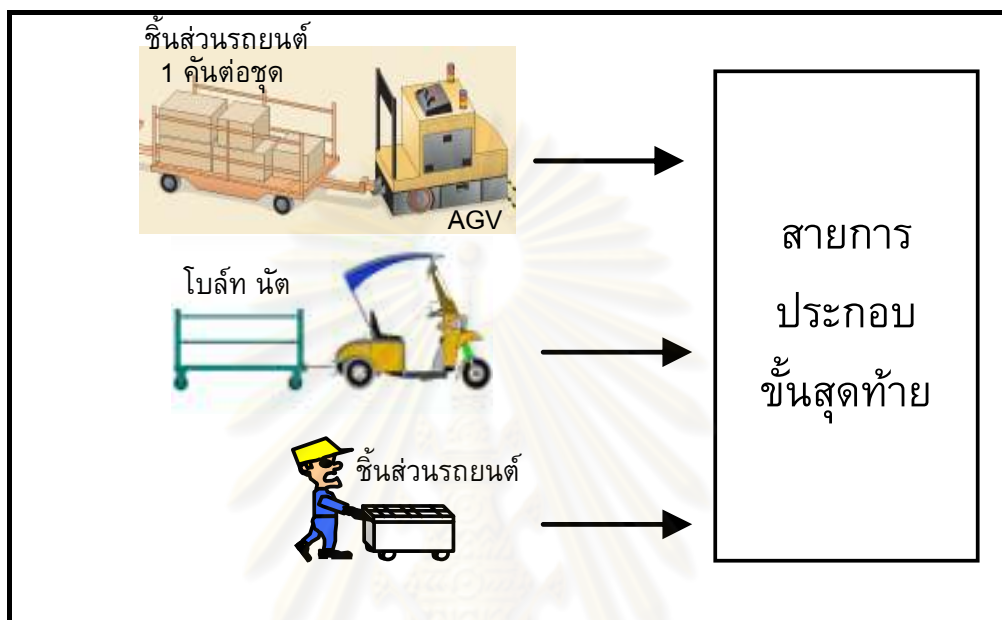 ชิ้นส่วนรถยนต์
1 คันต่อชุด
AGV
โบล์ท นัต
ชิ้นส่วนรถยนต์
สายการ
ประกอบ
ขั้นสุดท้าย